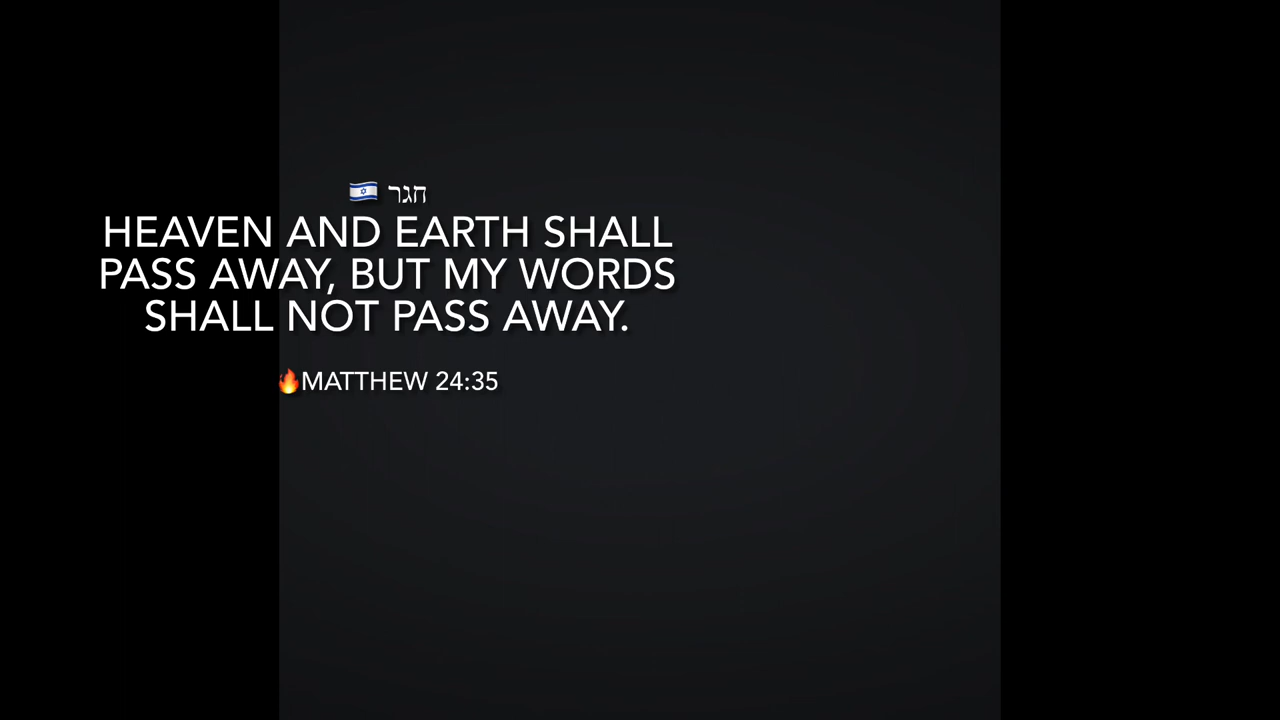 🇮🇱 חגר
HEAVEN AND EARTH SHALL
PASS AWAY, BUT MY WORDS
SHALL NOT PASS AWAY.
🔥MATTHEW 24:35